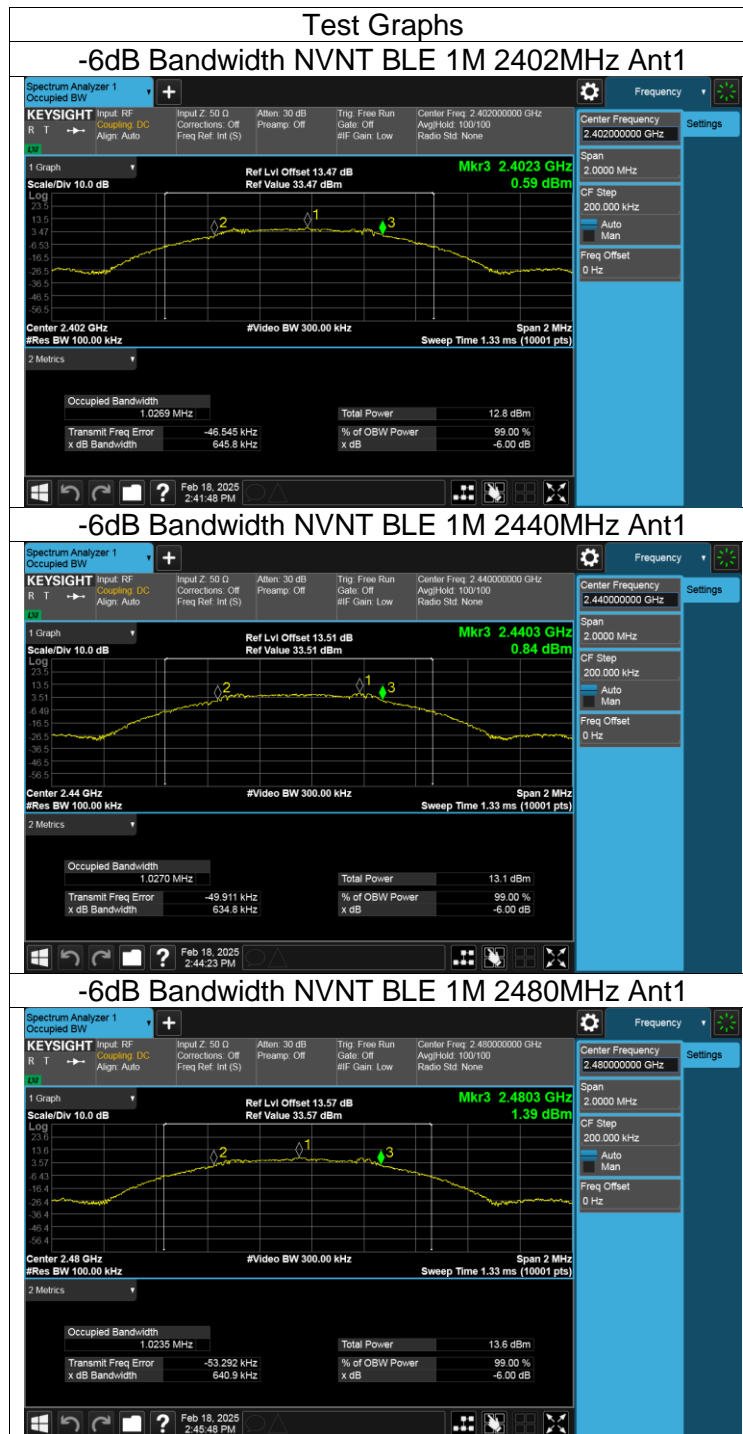 Test Graphs
-6dB Bandwidth NVNT BLE 1M 2402MHz Ant1
Spectrum Analyzer 1
Occupied BW
Frequency
KEYSIGHT Input: RF Input Z: 50 Ω Atten: 30 dB Trig: Free Run Center Freq: 2.402000000 GHz
R T Coupling: DC Corrections: Off Preamp: Off Gate: Off Avg|Hold: 100/100
Align: Auto Freq Ref: Int (S) #IF Gain: Low Radio Std: None
LXI
Center Frequency
2.402000000 GHz
Settings
Span
2.0000 MHz
CF Step
200.000 kHz
Auto
Man
Freq Offset
0 Hz
1 Graph Ref Lvl Offset 13.47 dB Mkr3 2.4023 GHz
Scale/Div 10.0 dB Ref Value 33.47 dBm 0.59 dBm
Log
23.5
13.5
3.47
-6.53
-16.5
-26.5
-36.5
-46.5
-56.5
2
1
3
Center 2.402 GHz #Video BW 300.00 kHz Span 2 MHz
#Res BW 100.00 kHz Sweep Time 1.33 ms (10001 pts)
2 Metrics
Occupied Bandwidth
1.0269 MHz Total Power 12.8 dBm
Transmit Freq Error -46.545 kHz % of OBW Power 99.00 %
x dB Bandwidth 645.8 kHz x dB -6.00 dB
? Feb 18, 2025
2:41:48 PM
-6dB Bandwidth NVNT BLE 1M 2440MHz Ant1
Spectrum Analyzer 1
Occupied BW
Frequency
KEYSIGHT Input: RF Input Z: 50 Ω Atten: 30 dB Trig: Free Run Center Freq: 2.440000000 GHz
R T Coupling: DC Corrections: Off Preamp: Off Gate: Off Avg|Hold: 100/100
Align: Auto Freq Ref: Int (S) #IF Gain: Low Radio Std: None
LXI
Center Frequency
2.440000000 GHz
Settings
Span
2.0000 MHz
CF Step
200.000 kHz
Auto
Man
Freq Offset
0 Hz
1 Graph Ref Lvl Offset 13.51 dB Mkr3 2.4403 GHz
Scale/Div 10.0 dB Ref Value 33.51 dBm 0.84 dBm
Log
23.5
13.5
3.51
-6.49
-16.5
-26.5
-36.5
-46.5
-56.5
2
1
3
Center 2.44 GHz #Video BW 300.00 kHz Span 2 MHz
#Res BW 100.00 kHz Sweep Time 1.33 ms (10001 pts)
2 Metrics
Occupied Bandwidth
1.0270 MHz Total Power 13.1 dBm
Transmit Freq Error -49.911 kHz % of OBW Power 99.00 %
x dB Bandwidth 634.8 kHz x dB -6.00 dB
? Feb 18, 2025
2:44:23 PM
-6dB Bandwidth NVNT BLE 1M 2480MHz Ant1
Spectrum Analyzer 1
Occupied BW
Frequency
KEYSIGHT Input: RF Input Z: 50 Ω Atten: 30 dB Trig: Free Run Center Freq: 2.480000000 GHz
R T Coupling: DC Corrections: Off Preamp: Off Gate: Off Avg|Hold: 100/100
Align: Auto Freq Ref: Int (S) #IF Gain: Low Radio Std: None
LXI
Center Frequency
2.480000000 GHz
Settings
Span
2.0000 MHz
CF Step
200.000 kHz
Auto
Man
Freq Offset
0 Hz
1 Graph Ref Lvl Offset 13.57 dB Mkr3 2.4803 GHz
Scale/Div 10.0 dB Ref Value 33.57 dBm 1.39 dBm
Log
23.6
13.6
3.57
-6.43
-16.4
-26.4
-36.4
-46.4
-56.4
2
1
3
Center 2.48 GHz #Video BW 300.00 kHz Span 2 MHz
#Res BW 100.00 kHz Sweep Time 1.33 ms (10001 pts)
2 Metrics
Occupied Bandwidth
1.0235 MHz Total Power 13.6 dBm
Transmit Freq Error -53.292 kHz % of OBW Power 99.00 %
x dB Bandwidth 640.9 kHz x dB -6.00 dB
? Feb 18, 2025
2:45:48 PM